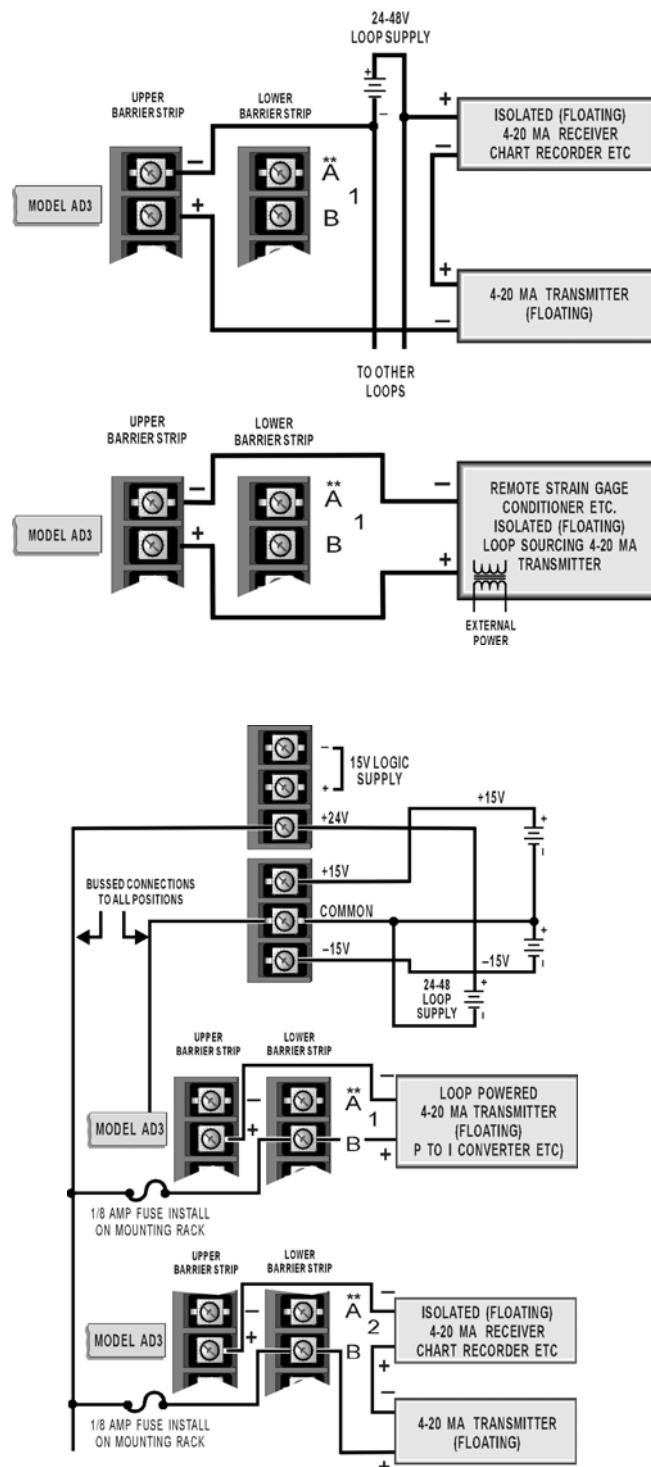 24-48V
LOOP SUPPLY
+
–
UPPER
BARRIER STRIP
LOWER
BARRIER STRIP
MODEL AD3
–
+
**
A
1
B
+
–
ISOLATED (FLOATING)
4-20 MA RECEIVER
CHART RECORDER ETC
+
–
4-20 MA TRANSMITTER
(FLOATING)
TO OTHER
LOOPS
UPPER
BARRIER STRIP
LOWER
BARRIER STRIP
MODEL AD3
–
+
**
A
1
B
–
+
REMOTE STRAIN GAGE
CONDITIONER ETC.
ISOLATED (FLOATING)
LOOP SOURCING 4-20 MA
TRANSMITTER
EXTERNAL
POWER
–
+
15V LOGIC
SUPPLY
+24V
+15V
+
–
BUSSED CONNECTIONS
TO ALL POSITIONS
+15V
COMMON
–15V
–15V
+
–
24-48
LOOP
SUPPLY
+
–
UPPER
BARRIER STRIP
LOWER
BARRIER STRIP
MODEL AD3
–
+
**
A
1
B
–
+
LOOP POWERED
4-20 MA TRANSMITTER
(FLOATING)
P TO I CONVERTER ETC)
1/8 AMP FUSE INSTALL
ON MOUNTING RACK
UPPER
BARRIER STRIP
LOWER
BARRIER STRIP
MODEL AD3
–
+
**
A
2
B
–
+
ISOLATED (FLOATING)
4-20 MA RECEIVER
CHART RECORDER ETC
–
+
4-20 MA TRANSMITTER
(FLOATING)
1/8 AMP FUSE INSTALL
ON MOUNTING RACK